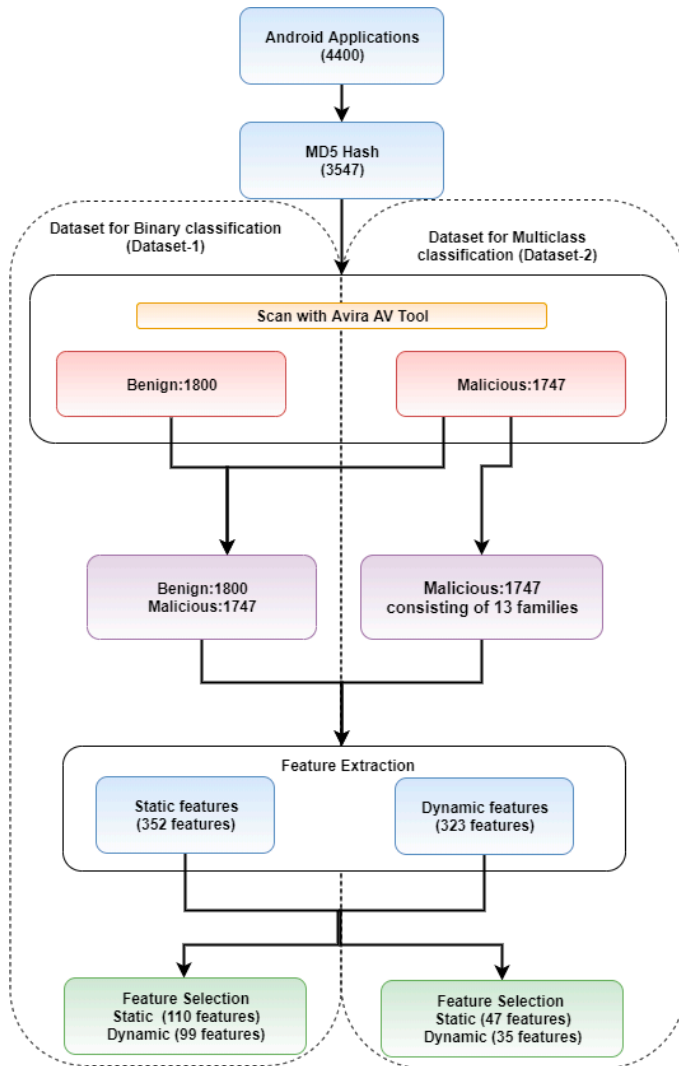 Android Applications
(4400)
MD5 Hash
(3547)
Dataset for Binary classification
(Dataset-1)
Dataset for Multiclass
classification (Dataset-2)
Scan with Avira AV Tool
Benign:1800
Malicious:1747
Benign:1800
Malicious:1747
Malicious:1747
consisting of 13 families
Feature Extraction
Static features
(352 features)
Dynamic features
(323 features)
Feature Selection
Static (110 features)
Dynamic (99 features)
Feature Selection
Static (47 features)
Dynamic (35 features)